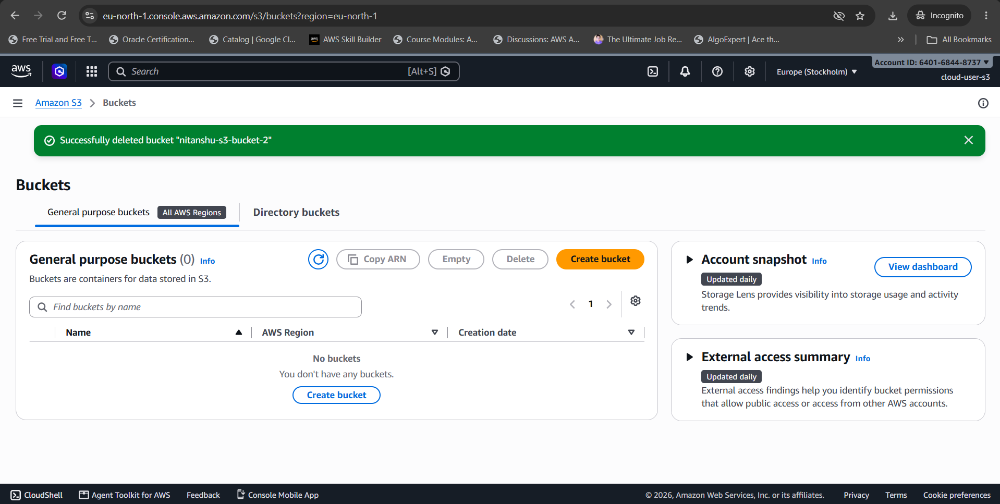 eu-north-1.console.aws.amazon.com/s3/buckets?region=eu-north-1
Incognito
Free Trial and Free T...
Oracle Certification...
Catalog | Google Cl...
aws
AWS Skill Builder
Course Modules: A...
Discussions: AWS A...
The Ultimate Job Re...
AlgoExpert | Ace th...
All Bookmarks
aws
Search
[Alt+S]
Europe (Stockholm)
Account ID: 6401-6844-8737
cloud-user-s3
Amazon S3
Buckets
Successfully deleted bucket "nitanshu-s3-bucket-2"
Buckets
General purpose buckets
All AWS Regions
Directory buckets
General purpose buckets (0) Info
Copy ARN
Empty
Delete
Create bucket
Buckets are containers for data stored in S3.
Find buckets by name
1
Name
AWS Region
Creation date
No buckets
You don't have any buckets.
Create bucket
Account snapshot Info
View dashboard
Updated daily
Storage Lens provides visibility into storage usage and activity
trends.
External access summary Info
Updated daily
External access findings help you identify bucket permissions
that allow public access or access from other AWS accounts.
CloudShell
Agent Toolkit for AWS
Feedback
Console Mobile App
© 2026, Amazon Web Services, Inc. or its affiliates.
Privacy
Terms
Cookie preferences